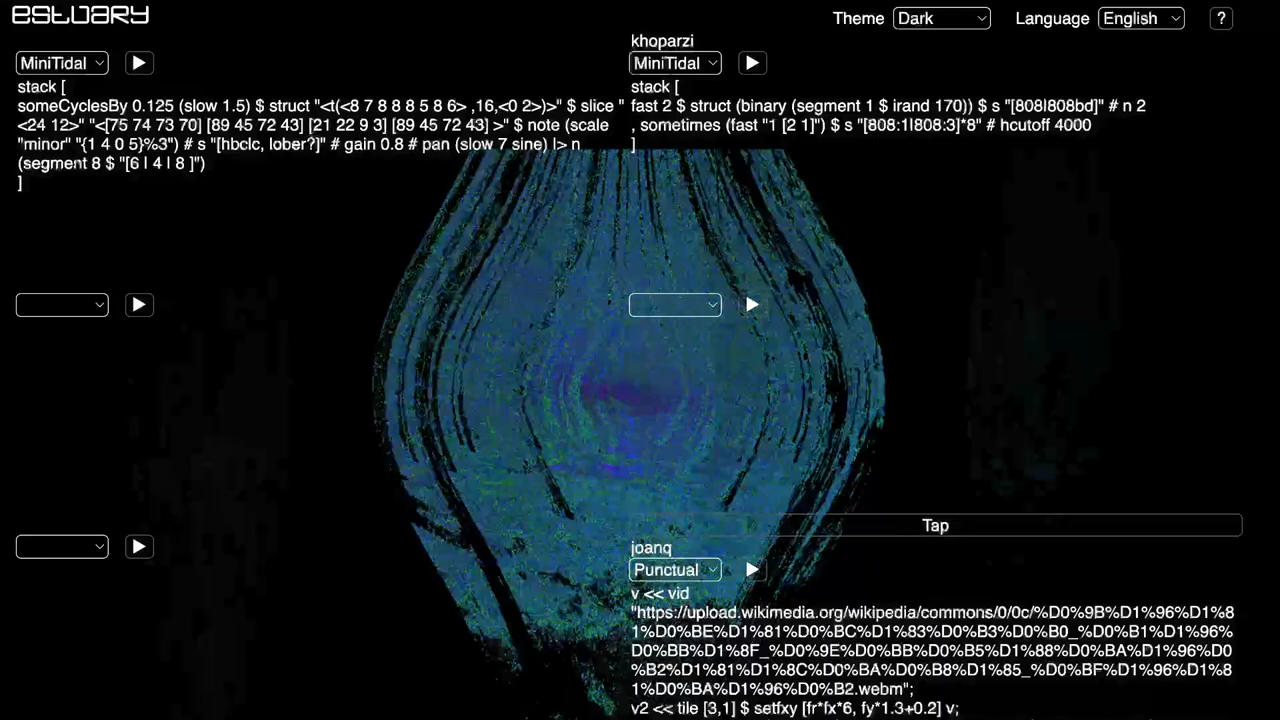 estuary
Theme Dark Language English ?
MiniTidal
stack [
someCyclesBy 0.125 (slow 1.5) $ struct "<t(<8 7 8 8 8 5 8 6> ,16,<0 2>)>" $ slice "
<24 12>" "<[75 74 73 70] [89 45 72 43] [21 22 9 3] [89 45 72 43] >" $ note (scale
"minor" "{1 4 0 5}%3") # s "[hbclc, lober?]" # gain 0.8 # pan (slow 7 sine) |> n
(segment 8 $ "[6 | 4 | 8 ]")
]
khoparzi
MiniTidal
stack [
fast 2 $ struct (binary (segment 1 $ irand 170)) $ s "[808|808bd]" # n 2
, sometimes (fast "1 [2 1]") $ s "[808:1|808:3]*8" # hcutoff 4000
]
Tap
joanq
Punctual
v << vid
"https://upload.wikimedia.org/wikipedia/commons/0/0c/%D0%9B%D1%96%D1%8
1%D0%BE%D1%81%D0%BC%D1%83%D0%B3%D0%B0_%D0%B1%D1%96%
D0%BB%D1%8F_%D0%9E%D0%BB%D0%B5%D1%88%D0%BA%D1%96%D0
%B2%D1%81%D1%8C%D0%BA%D0%B8%D1%85_%D0%BF%D1%96%D1%8
1%D0%BA%D1%96%D0%B2.webm";
v2 << tile [3,1] $ setfxy [fr*fx*6, fy*1.3+0.2] v;